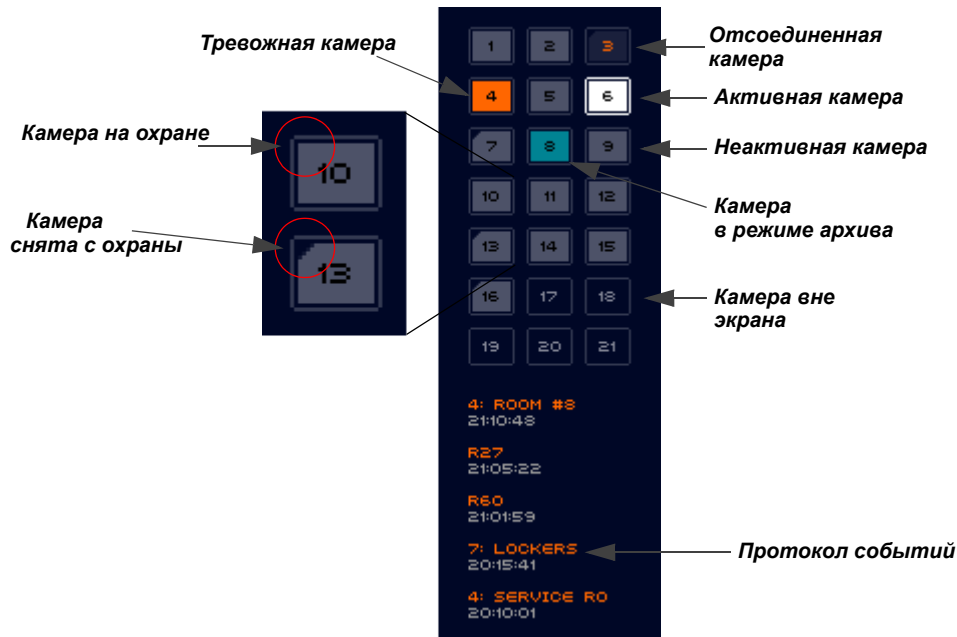 Тревожная камера
Отсоединенная
камера
1 2 3
4 5 6
Активная камера
Камера на охране
10
7 8 9
Неактивная камера
10 11 12
Камера
в режиме архива
Камера
снята с охраны
13
13 14 15
16 17 18
Камера вне
экрана
19 20 21
4: ROOM #8
21:10:48
R27
21:05:22
R60
21:01:59
7: LOCKERS
20:15:41
Протокол событий
4: SERVICE RO
20:10:01